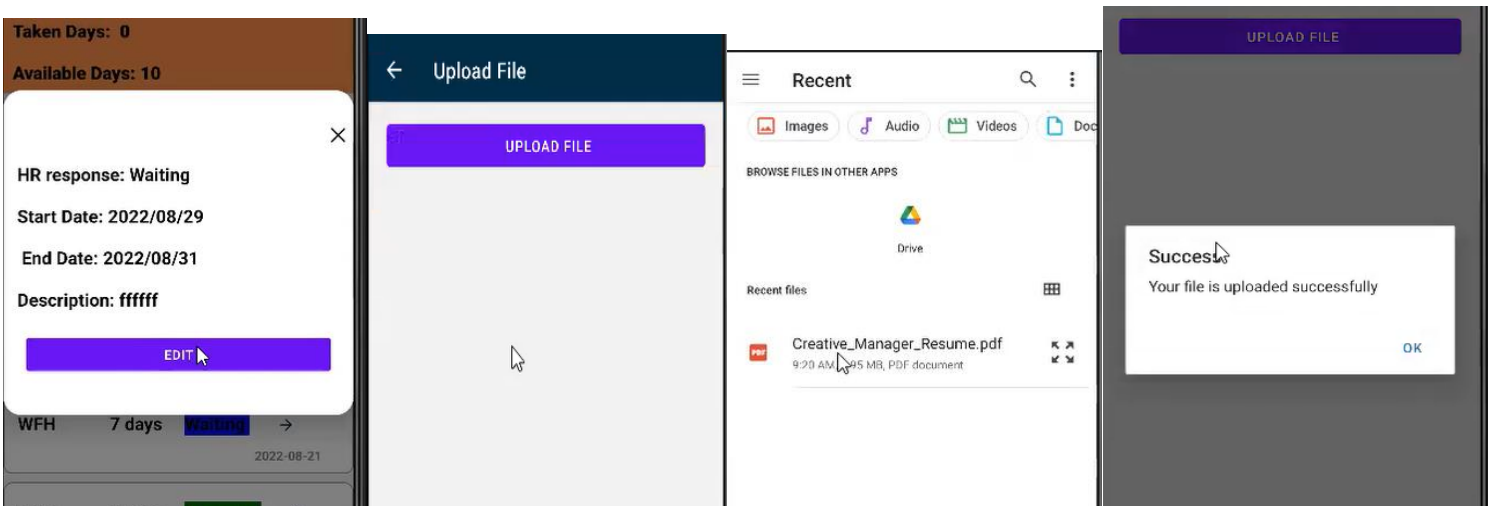 Taken Days: 0
Available Days: 10
HR response: Waiting
Start Date: 2022/08/29
End Date: 2022/08/31
Description: ffffff
EDIT
WFH 7 days Waiting
2022-08-21
Upload File
UPLOAD FILE
Recent
Images Audio Videos Doc
BROWSE FILES IN OTHER APPS
Drive
Recent files
PDF Creative_Manager_Resume.pdf
9:20 AM, 95 MB, PDF document
UPLOAD FILE
Success
Your file is uploaded successfully
OK